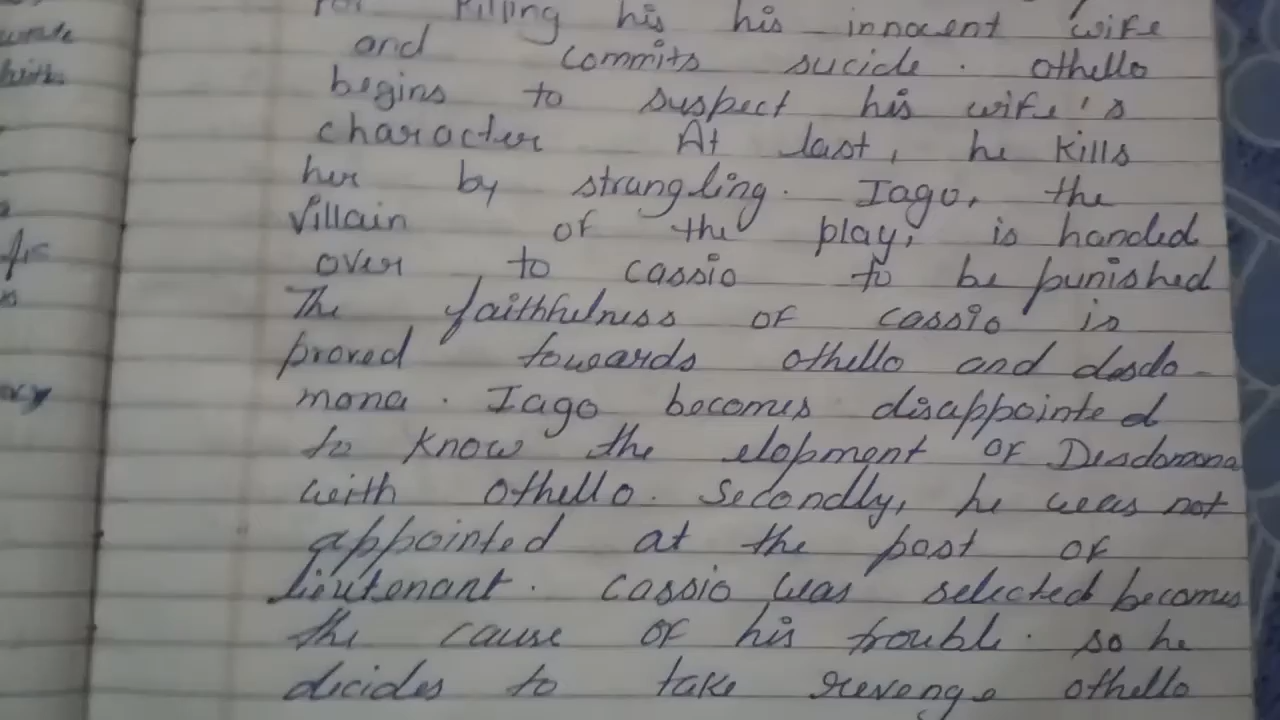 for killing his his innocent wife
and commits sucide. Othello
begins to suspect his wife's
character At last, he kills
her by strangling. Iago, the
villain of the play, is handed
over to cassio to be punished
The faithfulness of cassio is
proved towards othello and desdo-
mona. Iago becomes disappointed
to know the elopment of Desdomona
with othello. Secondly, he was not
appointed at the post of
lieutenant. Cassio was selected becomes
the cause of his trouble. so he
decides to take revenge othello